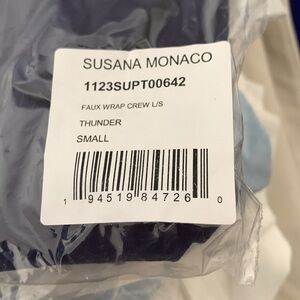 SUSANA MONACO
1123SUPT00642
FAUX WRAP CREW L/S
THUNDER
SMALL
1 94519 84726 0